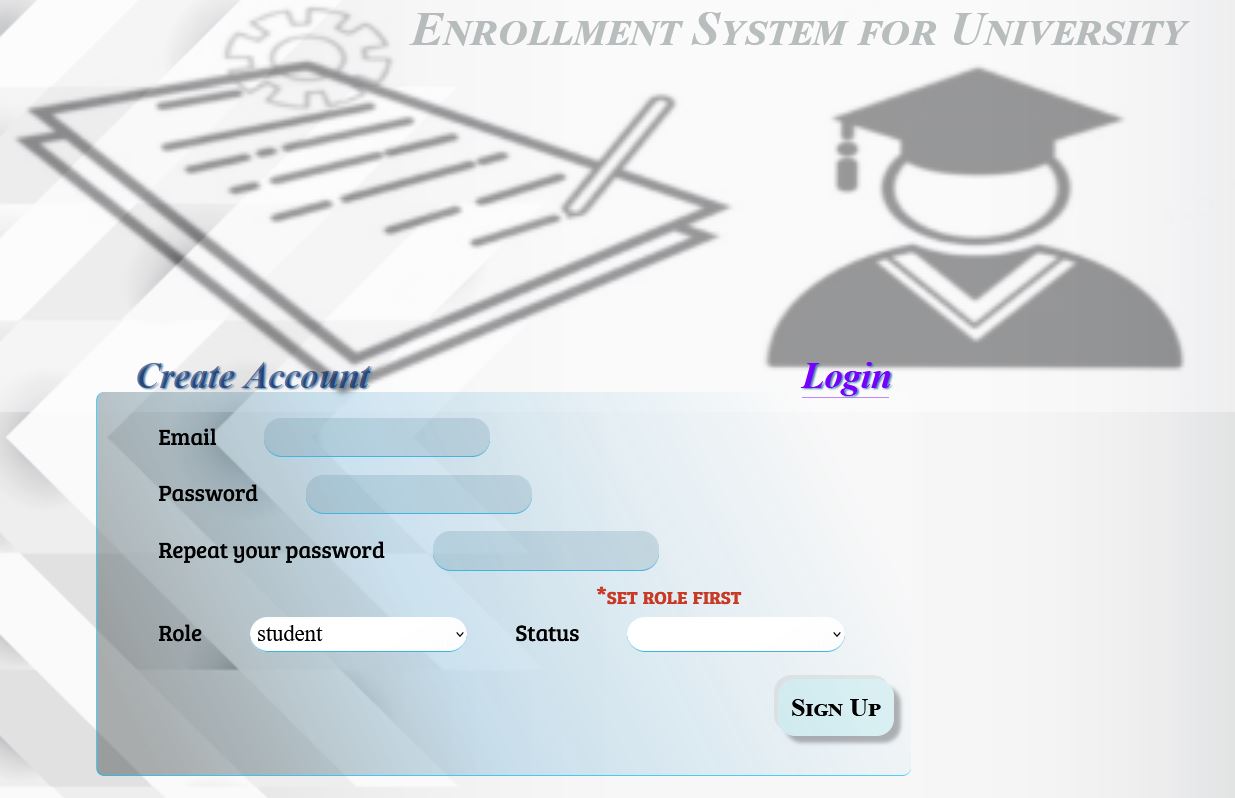 Enrollment System for University
Create Account
Login
Email
Password
Repeat your password
*SET ROLE FIRST
Role
student
Status
Sign Up